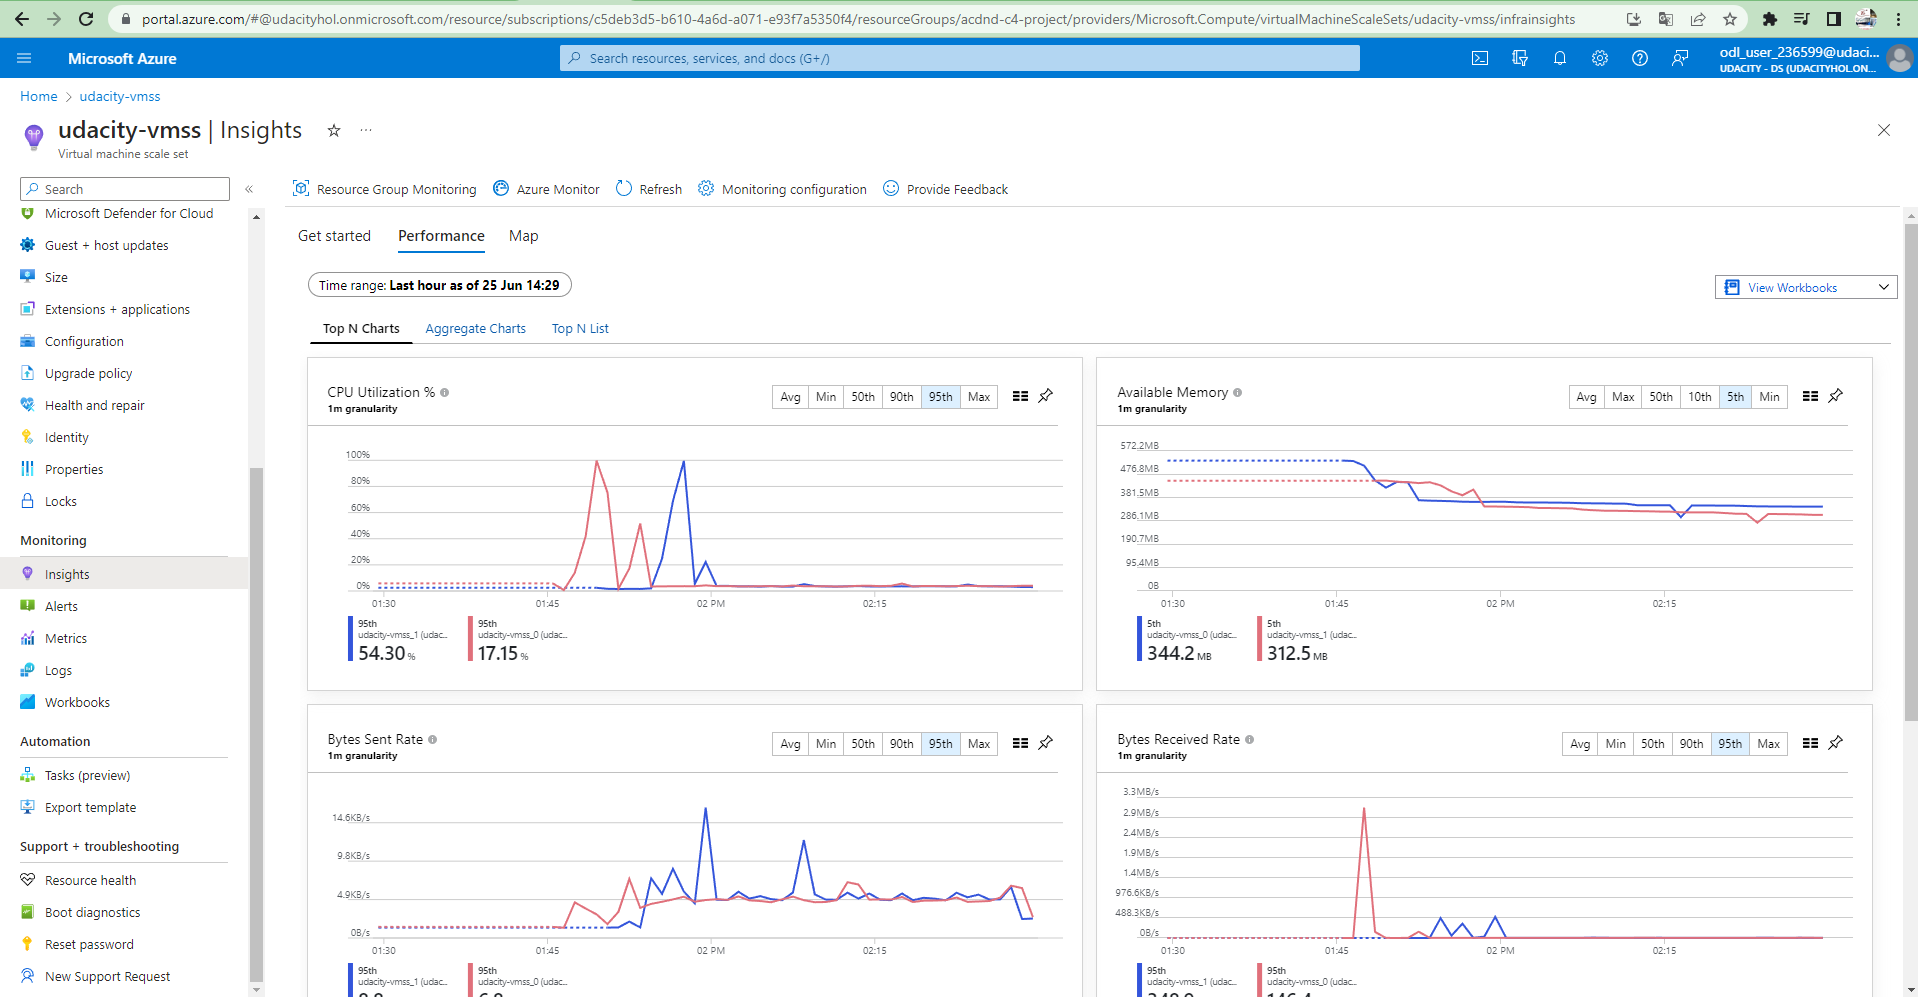 portal.azure.com/#@udacityhol.onmicrosoft.com/resource/subscriptions/c5deb3d5-b610-4a6d-a071-e93f7a5350f4/resourceGroups/acdnd-c4-project/providers/Microsoft.Compute/virtualMachineScaleSets/udacity-vmss/infrainsights
Microsoft Azure
Search resources, services, and docs (G+/)
odl_user_236599@udaci...
UDACITY - DS (UDACITYHOL.ON...
Home > udacity-vmss
udacity-vmss | Insights
Virtual machine scale set
Search
Microsoft Defender for Cloud
Guest + host updates
Size
Extensions + applications
Configuration
Upgrade policy
Health and repair
Identity
Properties
Locks
Monitoring
Insights
Alerts
Metrics
Logs
Workbooks
Automation
Tasks (preview)
Export template
Support + troubleshooting
Resource health
Boot diagnostics
Reset password
New Support Request
Resource Group Monitoring
Azure Monitor
Refresh
Monitoring configuration
Provide Feedback
Get started
Performance
Map
Time range: Last hour as of 25 Jun 14:29
View Workbooks
Top N Charts
Aggregate Charts
Top N List
CPU Utilization %
1m granularity
Avg Min 50th 90th 95th Max
100%
80%
60%
40%
20%
0%
01:30 01:45 02 PM 02:15
95th
udacity-vmss_1 (udac...
54.30 %
95th
udacity-vmss_0 (udac...
17.15 %
Available Memory
1m granularity
Avg Max 50th 10th 5th Min
572.2MB
476.8MB
381.5MB
286.1MB
190.7MB
95.4MB
0B
01:30 01:45 02 PM 02:15
5th
udacity-vmss_0 (udac...
344.2 MB
5th
udacity-vmss_1 (udac...
312.5 MB
Bytes Sent Rate
1m granularity
Avg Min 50th 90th 95th Max
14.6KB/s
9.8KB/s
4.9KB/s
0B/s
01:30 01:45 02 PM 02:15
95th
udacity-vmss_1 (udac...
95th
udacity-vmss_0 (udac...
Bytes Received Rate
1m granularity
Avg Min 50th 90th 95th Max
3.3MB/s
2.9MB/s
2.4MB/s
1.9MB/s
1.4MB/s
976.6KB/s
488.3KB/s
0B/s
01:30 01:45 02 PM 02:15
95th
udacity-vmss_1 (udac...
95th
udacity-vmss_0 (udac...